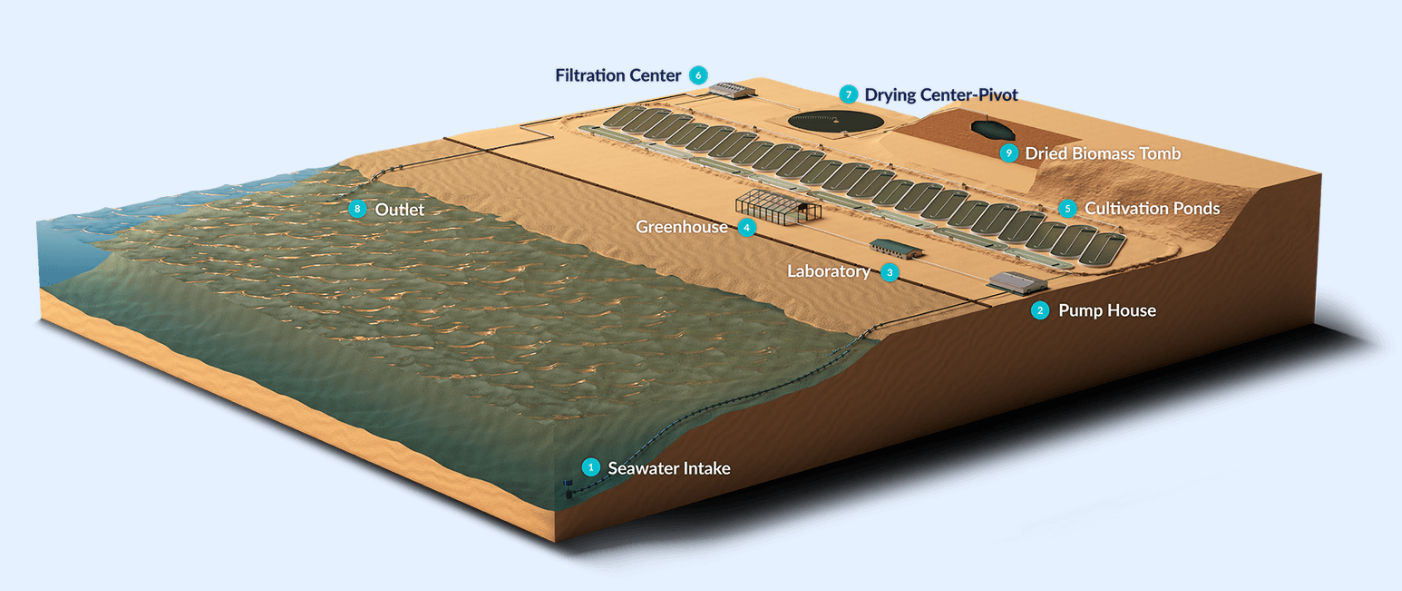 Filtration Center 6
7 Drying Center-Pivot
9 Dried Biomass Tomb
8 Outlet
5 Cultivation Ponds
Greenhouse 4
Laboratory 3
2 Pump House
1 Seawater Intake